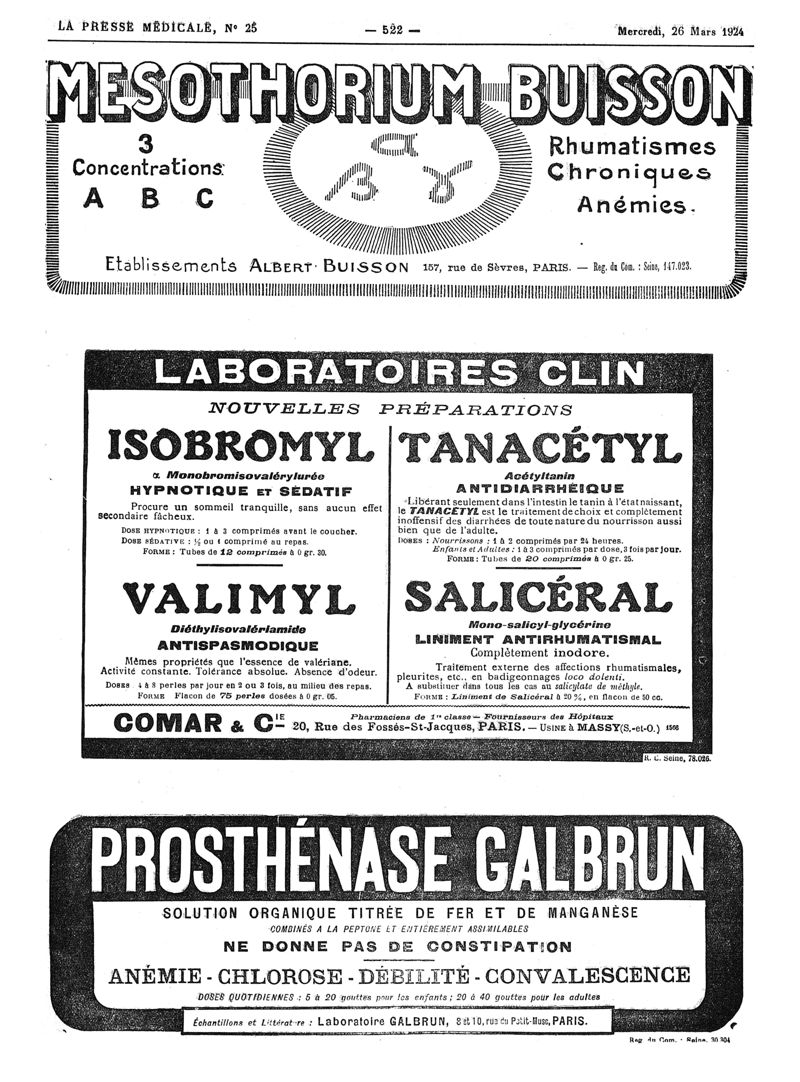 LA PRESSE MÉDICALE, N° 25
— 522 —
Mercredi, 26 Mars 1924
MESOTHORIUM BUISSON
3
Concentrations
A B C
α
β γ
Rhumatismes
Chroniques
Anémies.
Etablissements ALBERT BUISSON 157, rue de Sèvres, PARIS. — Reg. du Com. : Seine, 147.023.
LABORATOIRES CLIN
NOUVELLES PRÉPARATIONS
ISOBROMYL
α Monobromisovalérylurée
HYPNOTIQUE ET SÉDATIF
Procure un sommeil tranquille, sans aucun effet
secondaire fâcheux.
DOSE HYPNOTIQUE : 1 à 3 comprimés avant le coucher.
DOSE SÉDATIVE : ½ ou 1 comprimé au repas.
FORME : Tubes de 12 comprimés à 0 gr. 30.
TANACÉTYL
Acétyltanin
ANTIDIARRHÉIQUE
Libérant seulement dans l'intestin le tanin à l'état naissant,
le TANACÉTYL est le traitement de choix et complètement
inoffensif des diarrhées de toute nature du nourrisson aussi
bien que de l'adulte.
DOSES : Nourrissons : 1 à 2 comprimés par 24 heures.
Enfants et Adultes : 1 à 3 comprimés par dose, 3 fois par jour.
FORME : Tubes de 20 comprimés à 0 gr. 25.
VALIMYL
Diéthylisovalériamide
ANTISPASMODIQUE
Mêmes propriétés que l'essence de valériane.
Activité constante. Tolérance absolue. Absence d'odeur.
DOSES 4 à 8 perles par jour en 2 ou 3 fois, au milieu des repas.
FORME Flacon de 75 perles dosées à 0 gr. 05.
SALICÉRAL
Mono-salicyl-glycérine
LINIMENT ANTIRHUMATISMAL
Complètement inodore.
Traitement externe des affections rhumatismales,
pleurites, etc., en badigeonnages loco dolenti.
A substituer dans tous les cas au salicylate de méthyle.
FORME : Liniment de Salicéral à 20 %, en flacon de 50 cc.
COMAR & CIE
Pharmaciens de 1re classe — Fournisseurs des Hôpitaux
20, Rue des Fossés-St-Jacques, PARIS. — USINE à MASSY (S.-et-O.) 1566
R. C. Seine, 78.026.
PROSTHÉNASE GALBRUN
SOLUTION ORGANIQUE TITRÉE DE FER ET DE MANGANÈSE
COMBINÉS A LA PEPTONE ET ENTIÈREMENT ASSIMILABLES
NE DONNE PAS DE CONSTIPATION
ANÉMIE - CHLOROSE - DÉBILITÉ - CONVALESCENCE
DOSES QUOTIDIENNES : 5 à 20 gouttes pour les enfants ; 20 à 40 gouttes pour les adultes
Échantillons et Littérature : Laboratoire GALBRUN, 8 et 10, rue du Petit-Musc, PARIS.
Reg. du Com. : Seine, 30.304